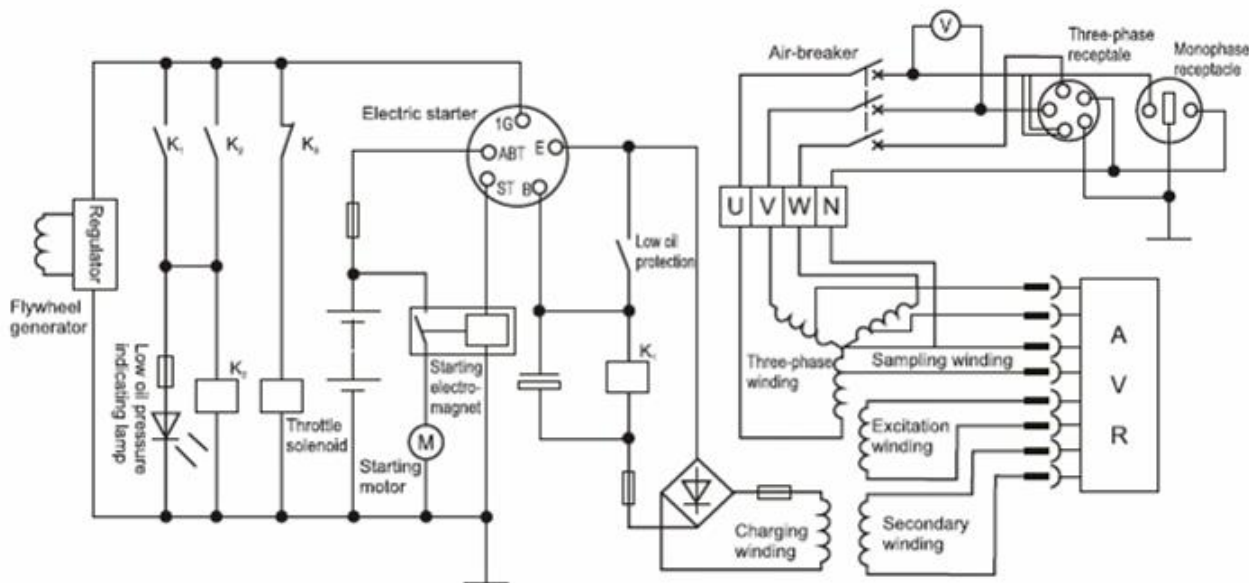 V
Three-phase
receptale
Monophase
receptacle
Air-breaker
Electric starter
1G
ABT
E
ST
B
K₁
K₂
Regulator
Flywheel
generator
U V W N
Low oil
protection
Low oil pressure
indicating lamp
K₂
Throttle
solenoid
Starting
electro-
magnet
M
Starting
motor
K₁
Three-phase
winding
Sampling winding
Excitation
winding
Charging
winding
Secondary
winding
A
V
R